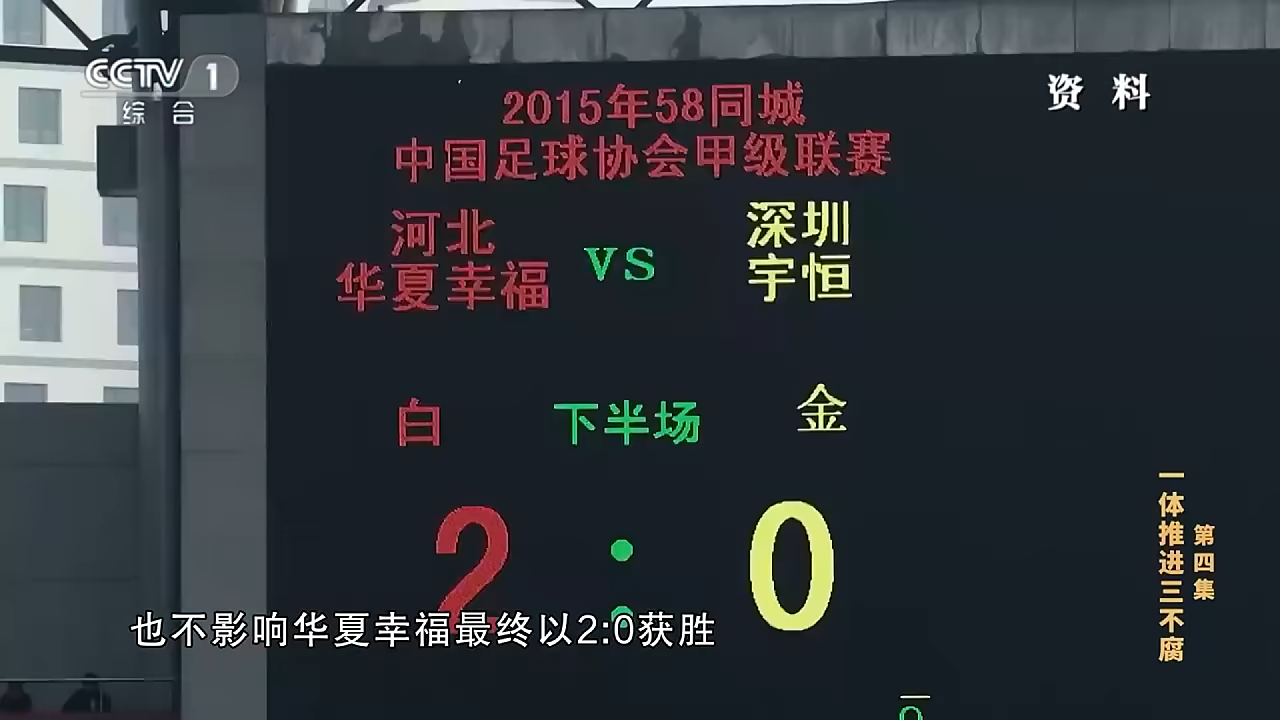 CCTV 1
综合
资料
2015年58同城
中国足球协会甲级联赛
河北
华夏幸福
VS
深圳
宇恒
白
下半场
金
2:0
第四集
一体推进三不腐
也不影响华夏幸福最终以2:0获胜